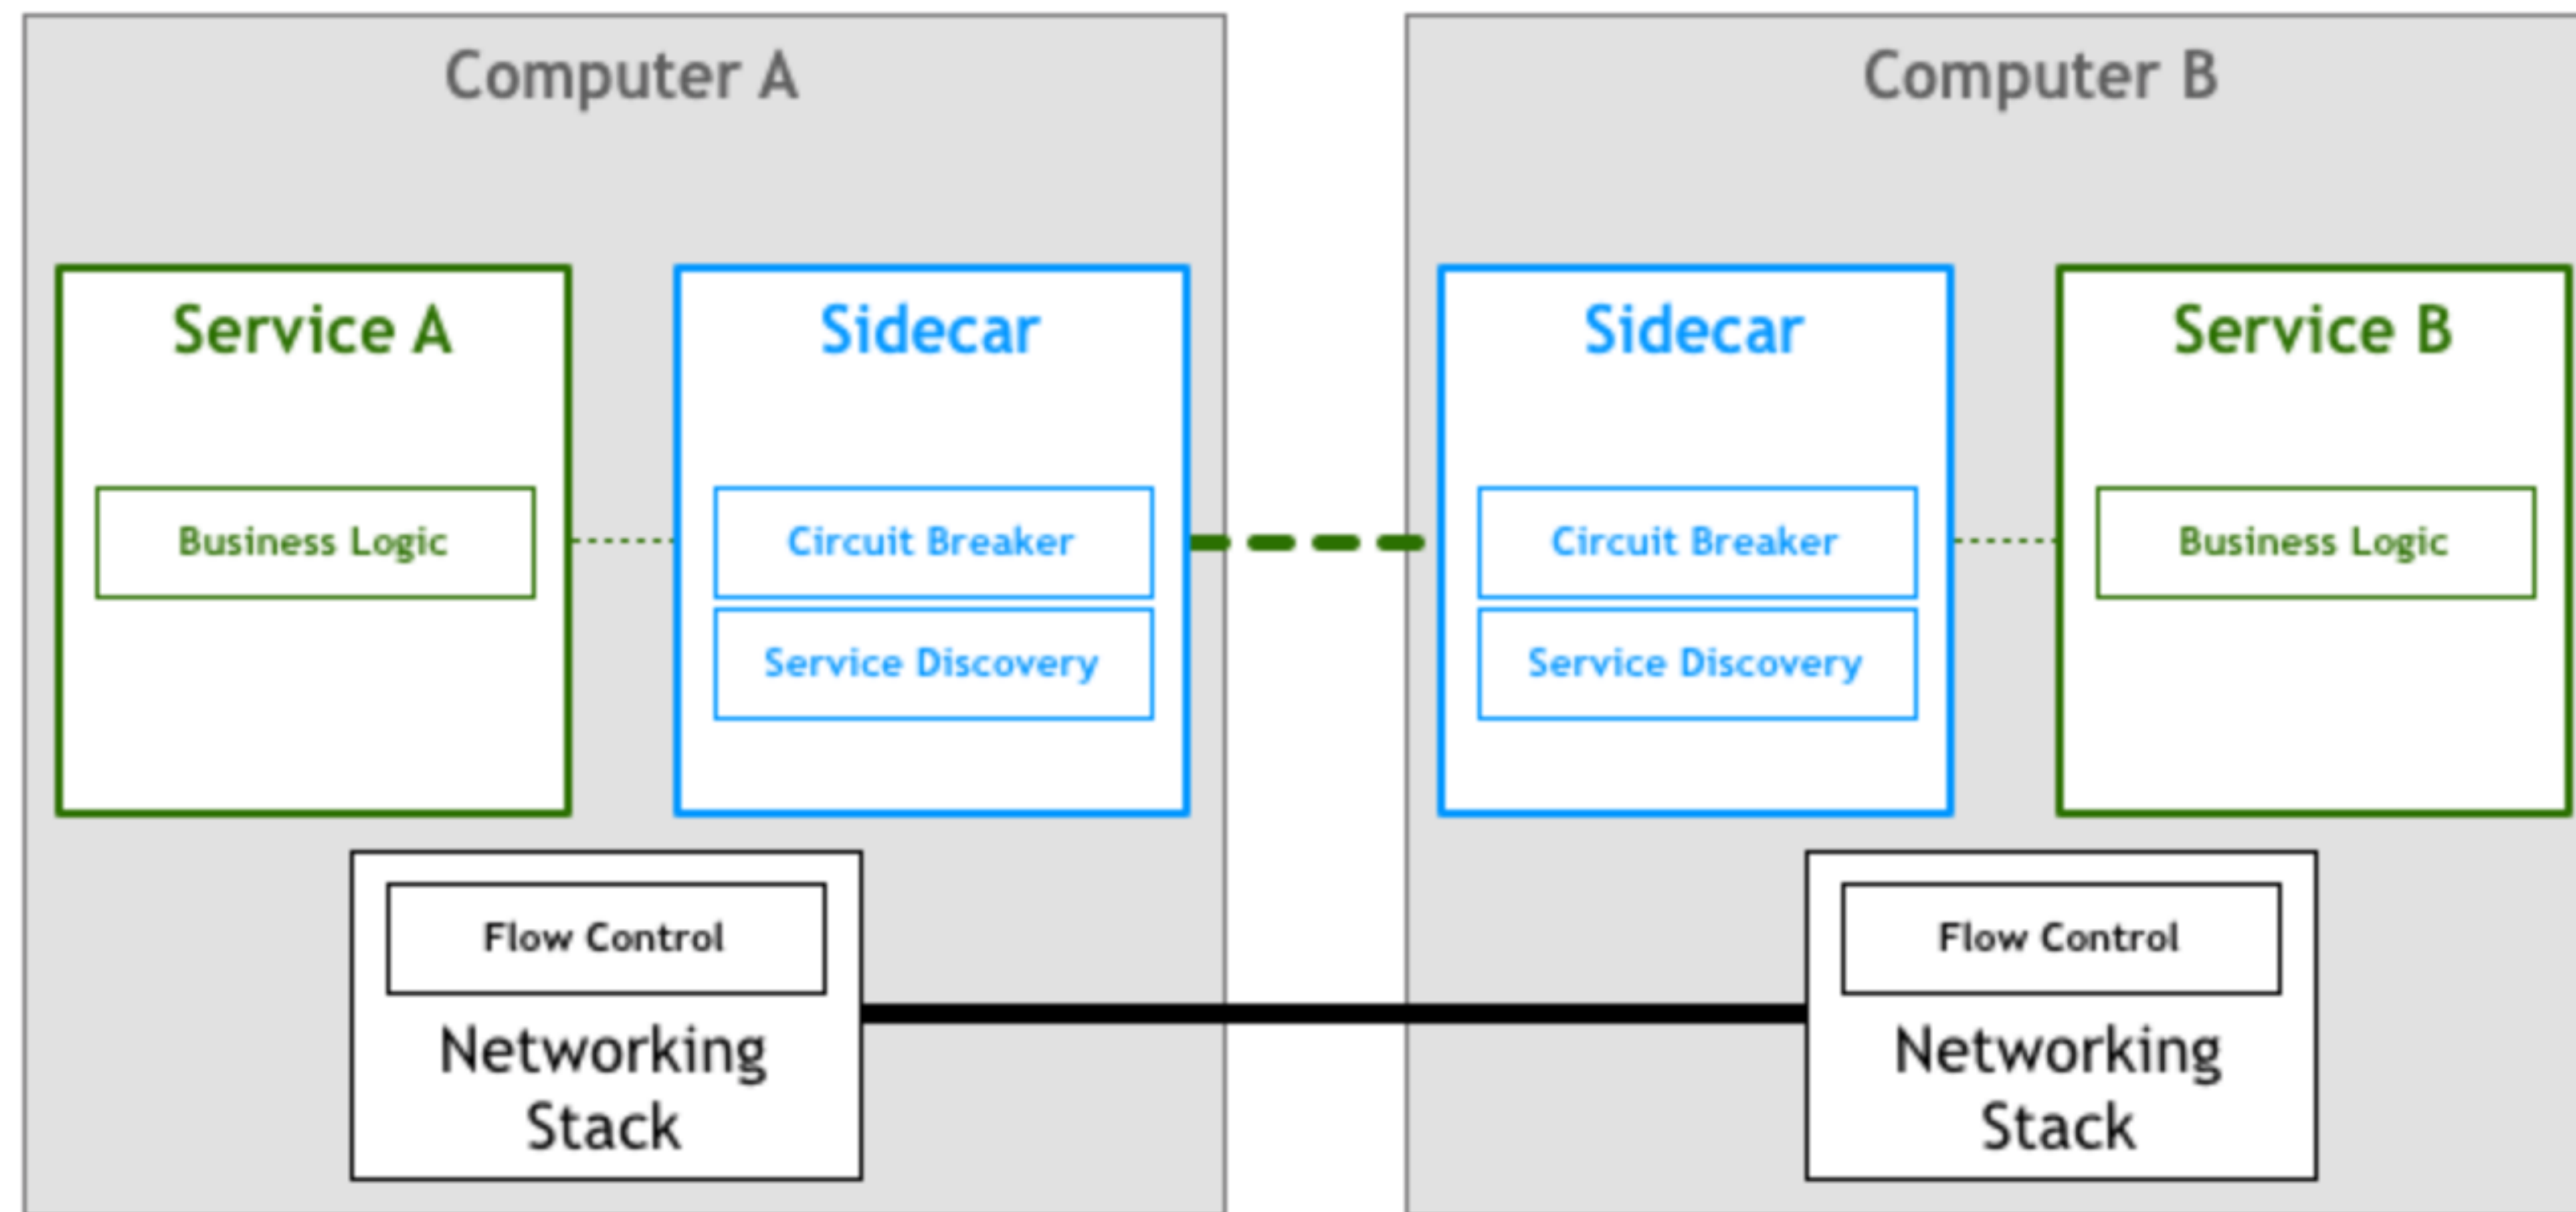 Computer A
Computer B
Service A
Sidecar
Sidecar
Service B
Business Logic
Circuit Breaker
Circuit Breaker
Business Logic
Service Discovery
Service Discovery
Flow Control
Flow Control
Networking
Stack
Networking
Stack